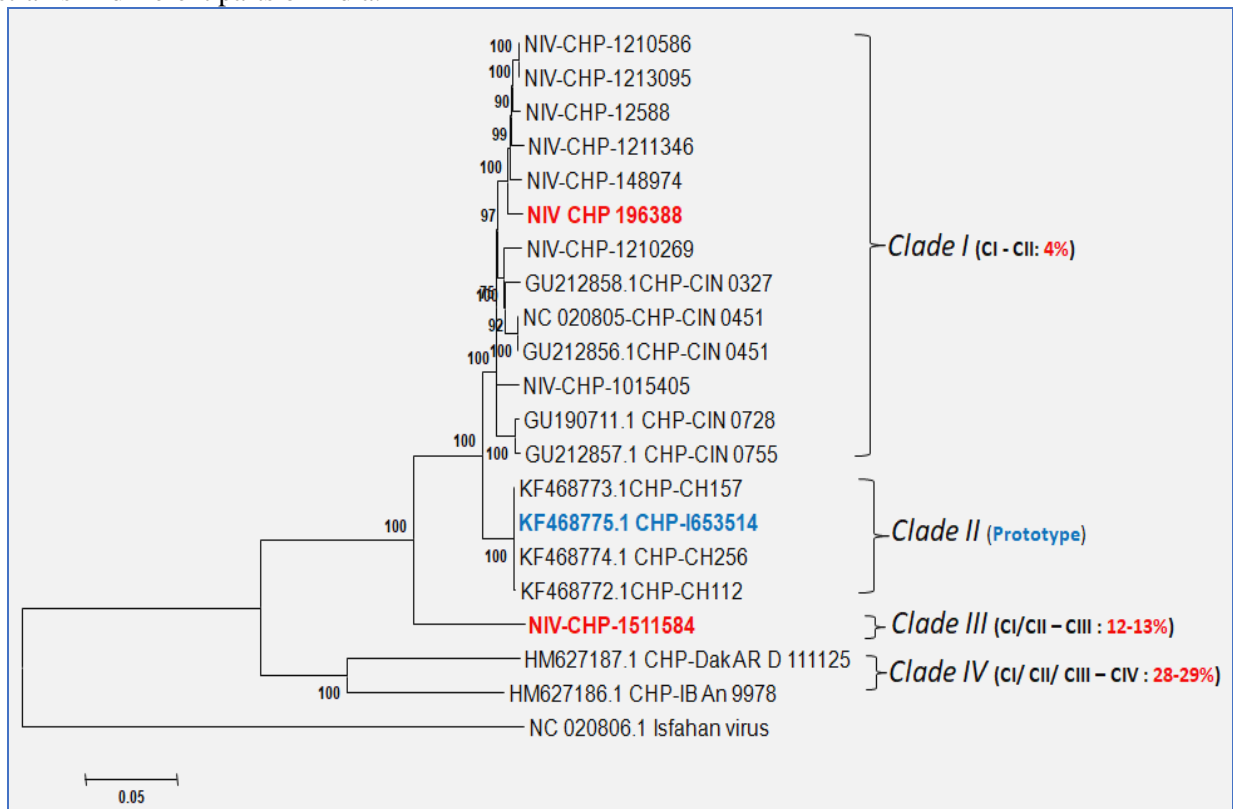 100 NIV-CHP-1210586
100 NIV-CHP-1213095
90 NIV-CHP-12588
99 NIV-CHP-1211346
100 NIV-CHP-148974
97 NIV CHP 196388
NIV-CHP-1210269
Clade I (CI - CII: 4%)
GU212858.1CHP-CIN 0327
100
92 NC 020805-CHP-CIN 0451
100 100 GU212856.1CHP-CIN 0451
NIV-CHP-1015405
GU190711.1 CHP-CIN 0728
100 100 GU212857.1 CHP-CIN 0755
KF468773.1CHP-CH157
100 KF468775.1 CHP-I653514
Clade II (Prototype)
100 KF468774.1 CHP-CH256
KF468772.1CHP-CH112
NIV-CHP-1511584 Clade III (CI/CII – CIII : 12-13%)
HM627187.1 CHP-DakAR D 111125
Clade IV (CI/ CII/ CIII – CIV : 28-29%)
100 HM627186.1 CHP-IB An 9978
NC 020806.1 Isfahan virus
0.05